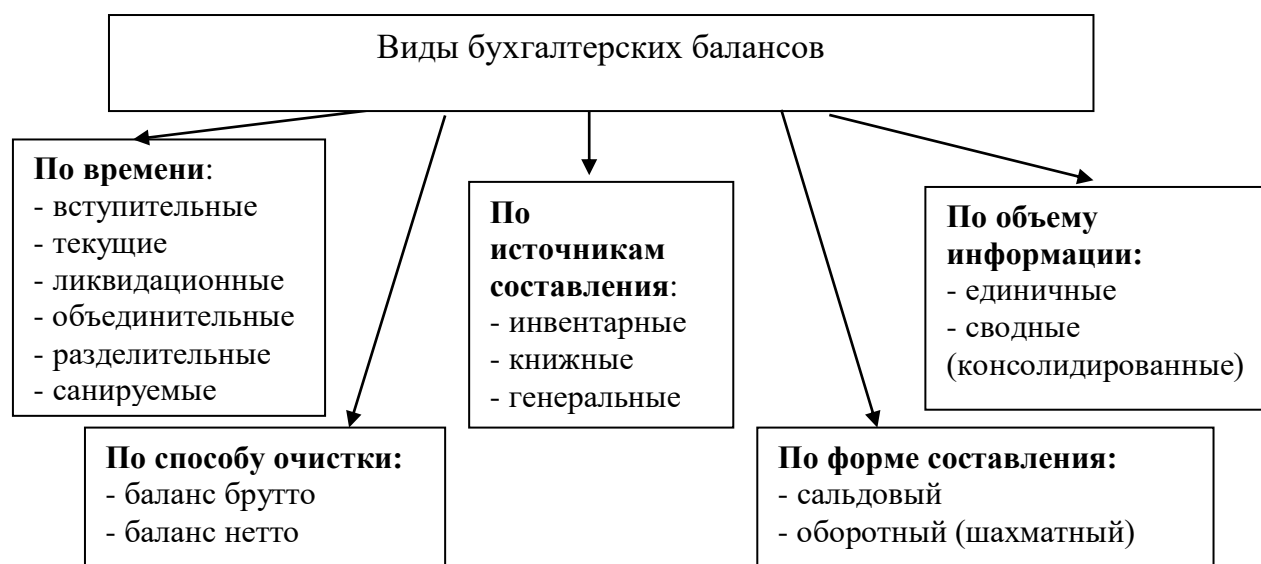 Виды бухгалтерских балансов
По времени:
- вступительные
- текущие
- ликвидационные
- объединительные
- разделительные
- санируемые
По
источникам
составления:
- инвентарные
- книжные
- генеральные
По объему
информации:
- единичные
- сводные
(консолидированные)
По способу очистки:
- баланс брутто
- баланс нетто
По форме составления:
- сальдовый
- оборотный (шахматный)